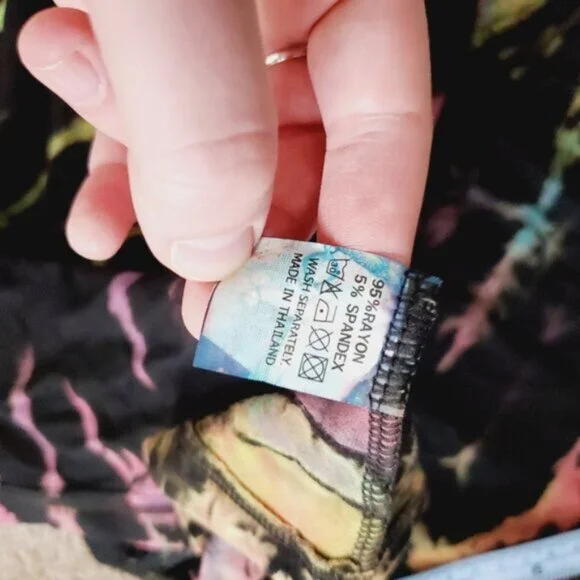 95%RAYON
5% SPANDEX
WASH SEPARATELY.
MADE IN THAILAND